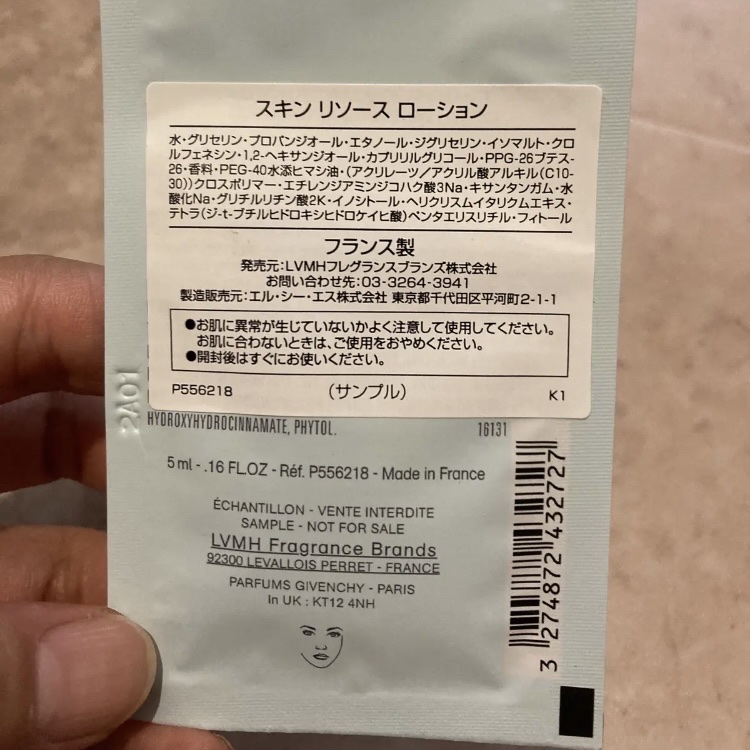 スキン リソース ローション
水・グリセリン・プロパンジオール・エタノール・ジグリセリン・イソマルト・クロ
ルフェネシン・1,2-ヘキサンジオール・カプリリルグリコール・PPG-26ブテス-
26・香料・PEG-40水添ヒマシ油・(アクリレーツ/アクリル酸アルキル(C10-
30))クロスポリマー・エチレンジアミンジコハク酸3Na・キサンタンガム・水
酸化Na・グリチルリチン酸2K・イノシトール・ヘリクリスムイタリクムエキス・
テトラ(ジ-t-ブチルヒドロキシヒドロケイヒ酸)ペンタエリスリチル・フィトール
フランス製
発売元:LVMHフレグランスブランズ株式会社
お問い合わせ先:03-3264-3941
製造販売元:エル・シー・エス株式会社 東京都千代田区平河町2-1-1
●お肌に異常が生じていないかよく注意して使用してください。
お肌に合わないときは、ご使用をおやめください。
●開封後はすぐにお使いください。
P556218 (サンプル) K1
2A01
HYDROXYHYDROCINNAMATE, PHYTOL. 16131
5 ml - .16 FL.OZ - Réf. P556218 - Made in France
ÉCHANTILLON - VENTE INTERDITE
SAMPLE - NOT FOR SALE
LVMH Fragrance Brands
92300 LEVALLOIS PERRET - FRANCE
PARFUMS GIVENCHY - PARIS
In UK : KT12 4NH
3 274872 432727